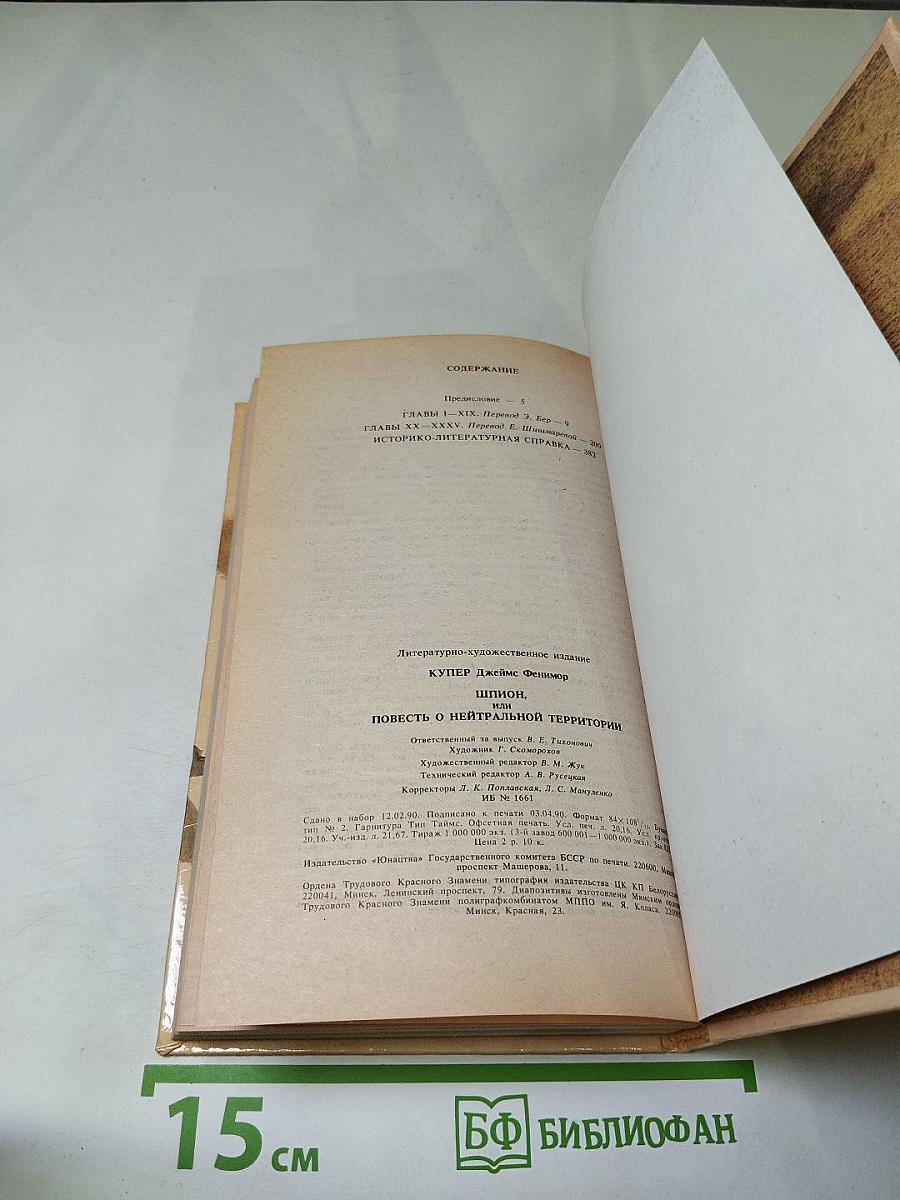 СОДЕРЖАНИЕ
Предисловие — 5
ГЛАВЫ I—XIX. Перевод Э. Бер — 9
ГЛАВЫ XX—XXXV. Перевод Е. Шишмаревой — 209
ИСТОРИКО-ЛИТЕРАТУРНАЯ СПРАВКА — 382
Литературно-художественное издание
КУПЕР Джеймс Фенимор
ШПИОН,
или
ПОВЕСТЬ О НЕЙТРАЛЬНОЙ ТЕРРИТОРИИ
Ответственный за выпуск В. Е. Тихонович
Художник Г. Скоморохов
Художественный редактор В. М. Жук
Технический редактор А. В. Русецкая
Корректоры Л. К. Поплавская, Л. С. Мануленко
ИБ № 1661
Сдано в набор 12.02.90. Подписано к печати 03.04.90. Формат 84×108
тип № 2. Гарнитура Тип Таймс. Офсетная печать. Усл. печ. л. 20,16. Усл.
20,16. Уч.-изд. л. 21,67. Тираж 1 000 000 экз. (3-й завод 600 001—1 000 000 экз.). Зак.
Цена 2 р. 10 к.
Издательство «Юнацтва» Государственного комитета БССР по печати. 220600,
проспект Машерова, 11.
Ордена Трудового Красного Знамени типография издательства ЦК КП
220041, Минск, Ленинский проспект, 79. Диапозитивы изготовлены Минским
Трудового Красного Знамени полиграфкомбинатом МППО им. Я. Коласа.
Минск, Красная, 23.
15 см
БФ БИБЛИОФАН